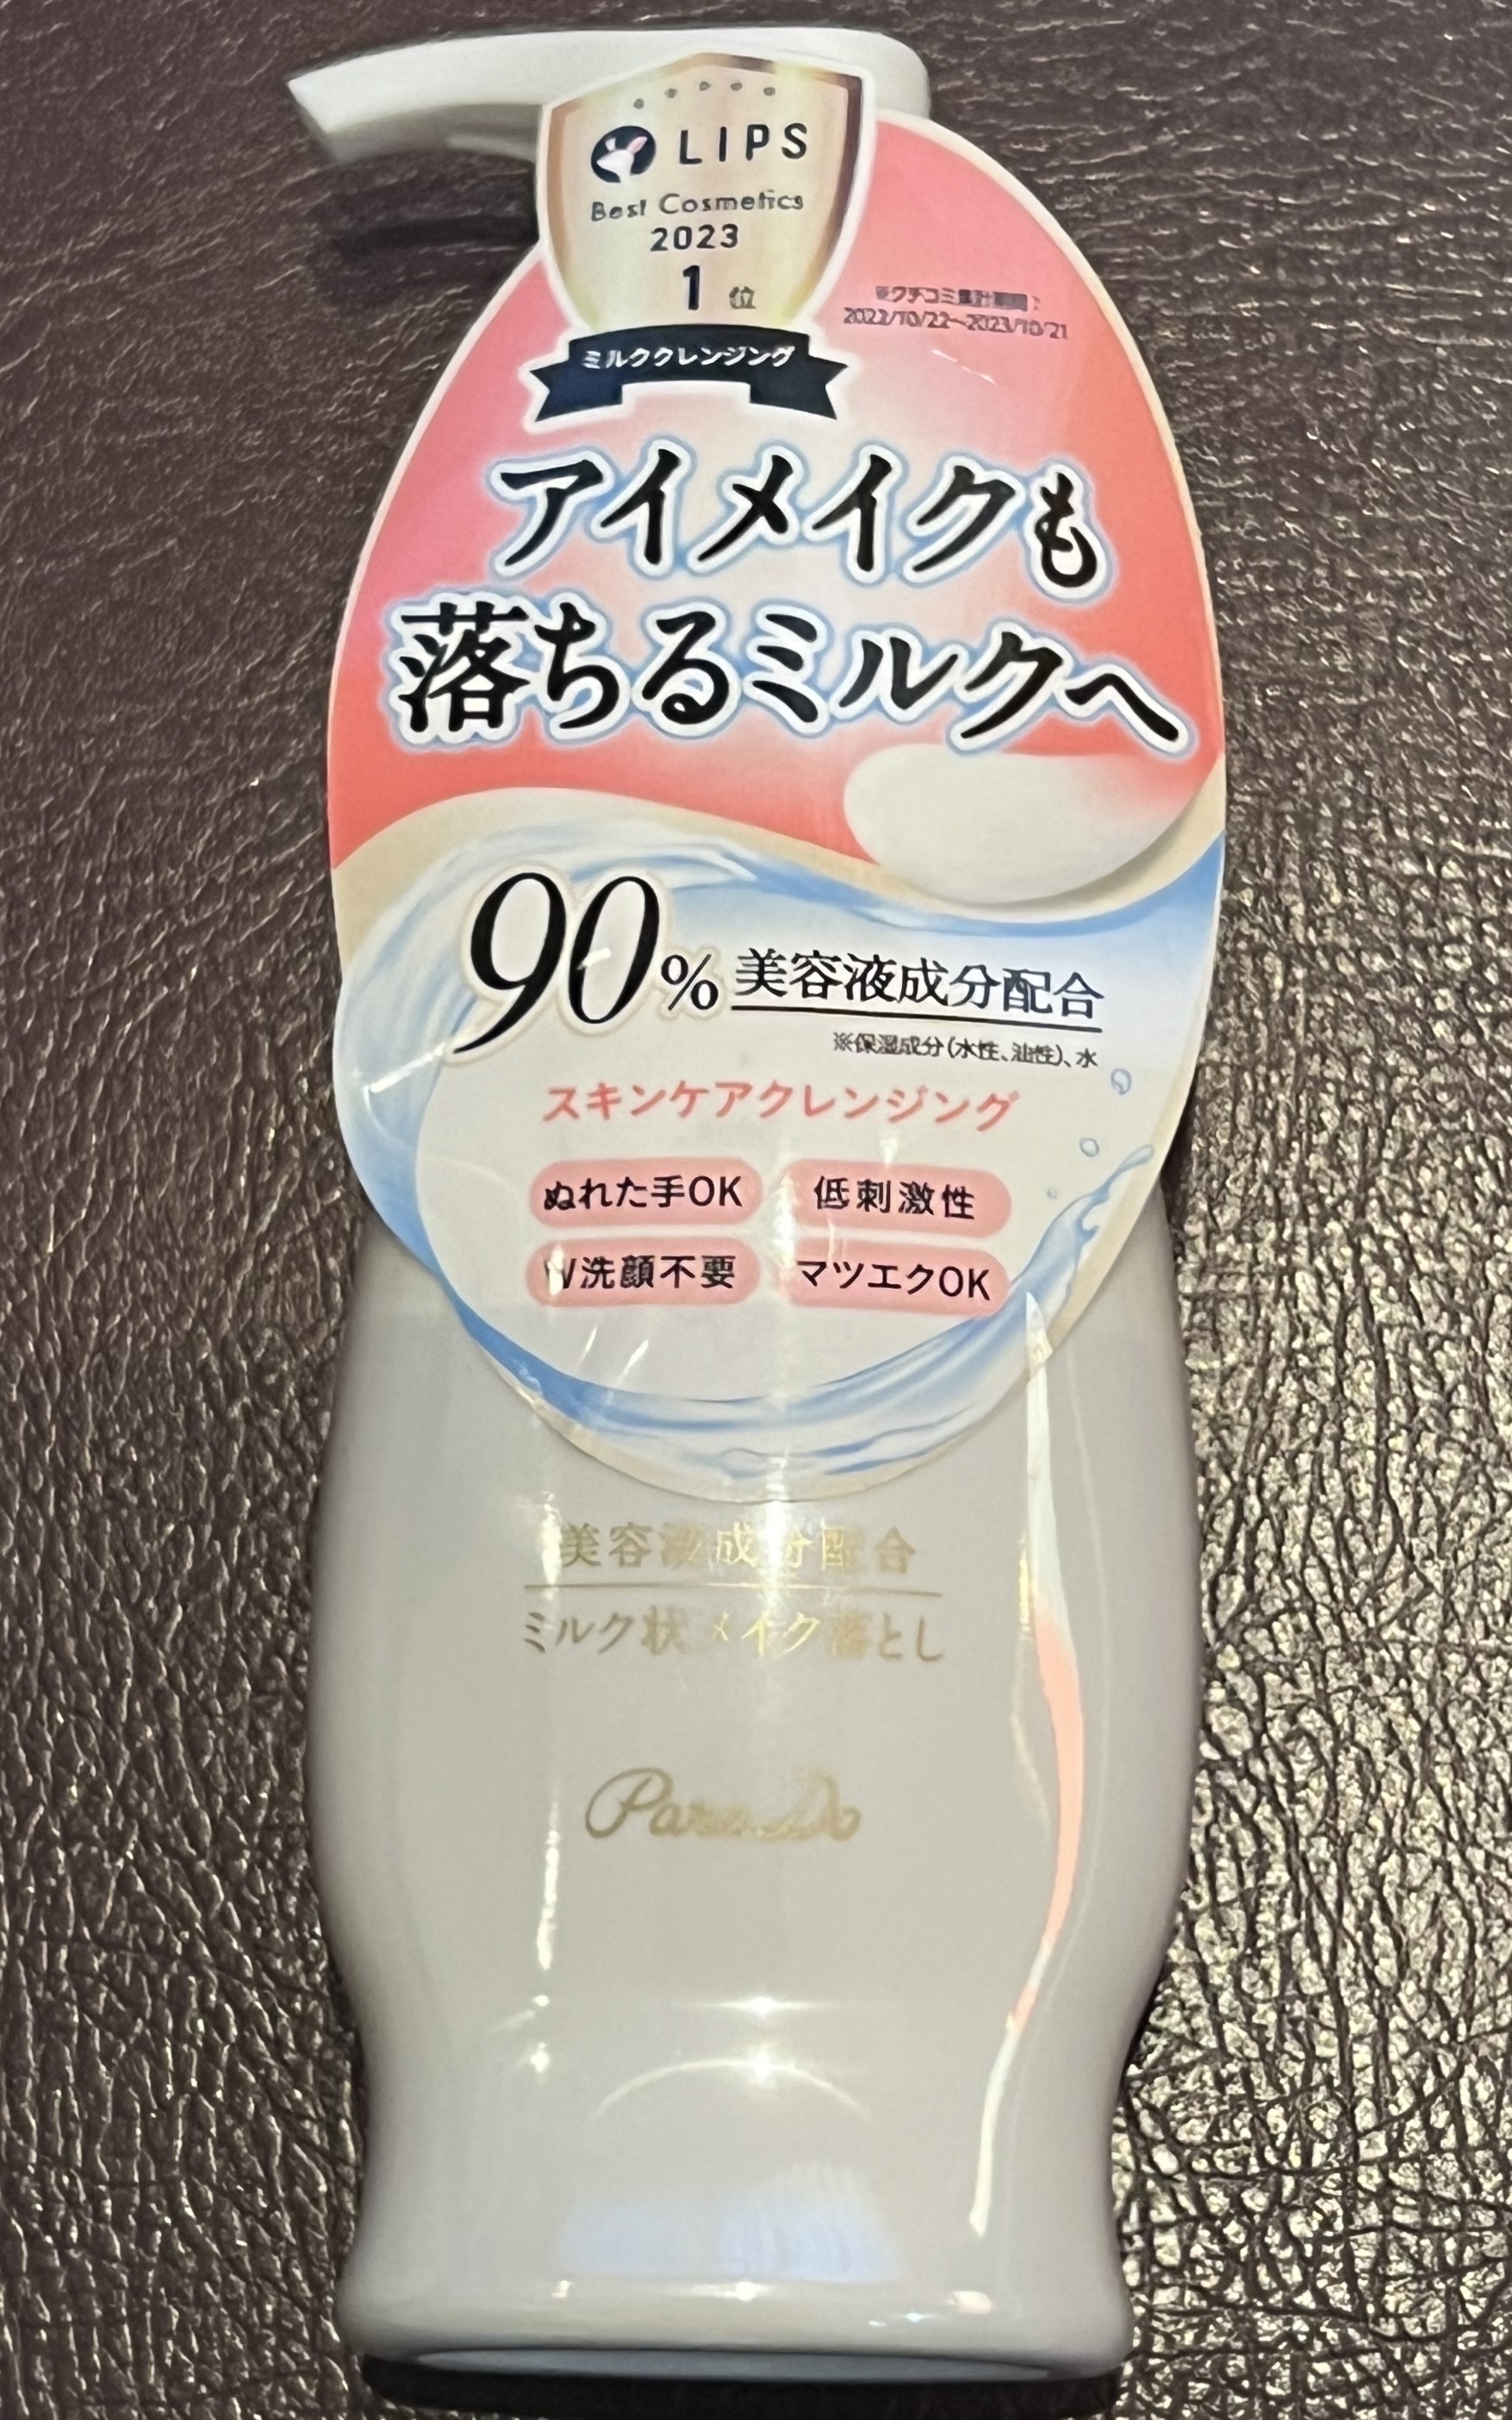 LIPS
Best Cosmetics
2023
1位
ミルククレンジング
※クチコミ集計期間：
2022/10/22～2023/10/21
アイメイクも
落ちるミルクへ
90%美容液成分配合
※保湿成分(水性、油性)、水
スキンケアクレンジング
ぬれた手OK 低刺激性
W洗顔不要 マツエクOK
美容液成分配合
ミルク状メイク落とし
ParaDo